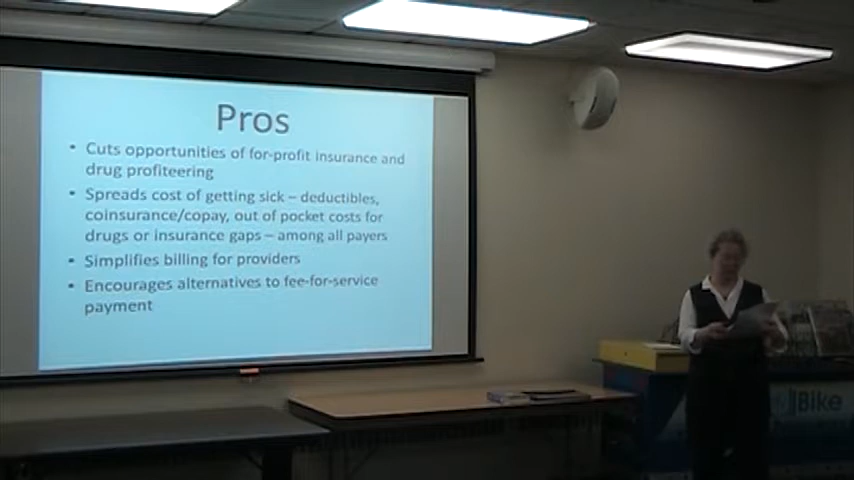 Pros
• Cuts opportunities of for-profit insurance and
drug profiteering
• Spreads cost of getting sick – deductibles,
coinsurance/copay, out of pocket costs for
drugs or insurance gaps – among all payers
• Simplifies billing for providers
• Encourages alternatives to fee-for-service
payment
Bike